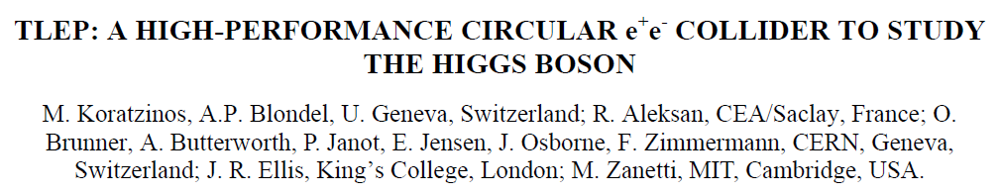 TLEP: A HIGH-PERFORMANCE CIRCULAR e⁺e⁻ COLLIDER TO STUDY
THE HIGGS BOSON
M. Koratzinos, A.P. Blondel, U. Geneva, Switzerland; R. Aleksan, CEA/Saclay, France; O.
Brunner, A. Butterworth, P. Janot, E. Jensen, J. Osborne, F. Zimmermann, CERN, Geneva,
Switzerland; J. R. Ellis, King’s College, London; M. Zanetti, MIT, Cambridge, USA.